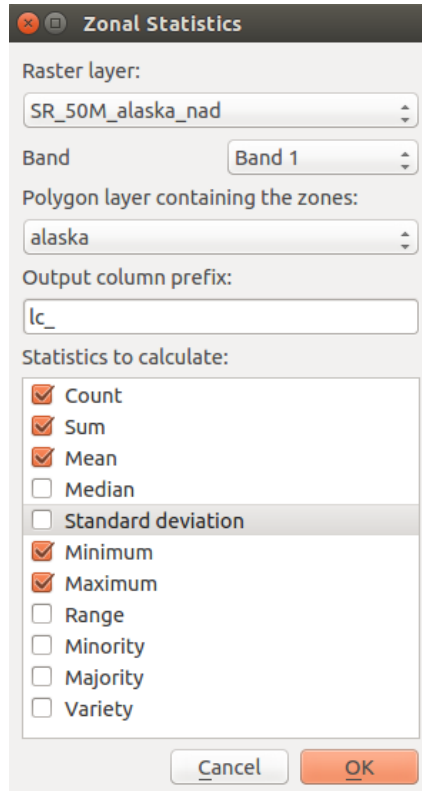 Zonal Statistics
Raster layer:
SR_50M_alaska_nad
Band Band 1
Polygon layer containing the zones:
alaska
Output column prefix:
lc_
Statistics to calculate:
Count
Sum
Mean
Median
Standard deviation
Minimum
Maximum
Range
Minority
Majority
Variety
Cancel OK